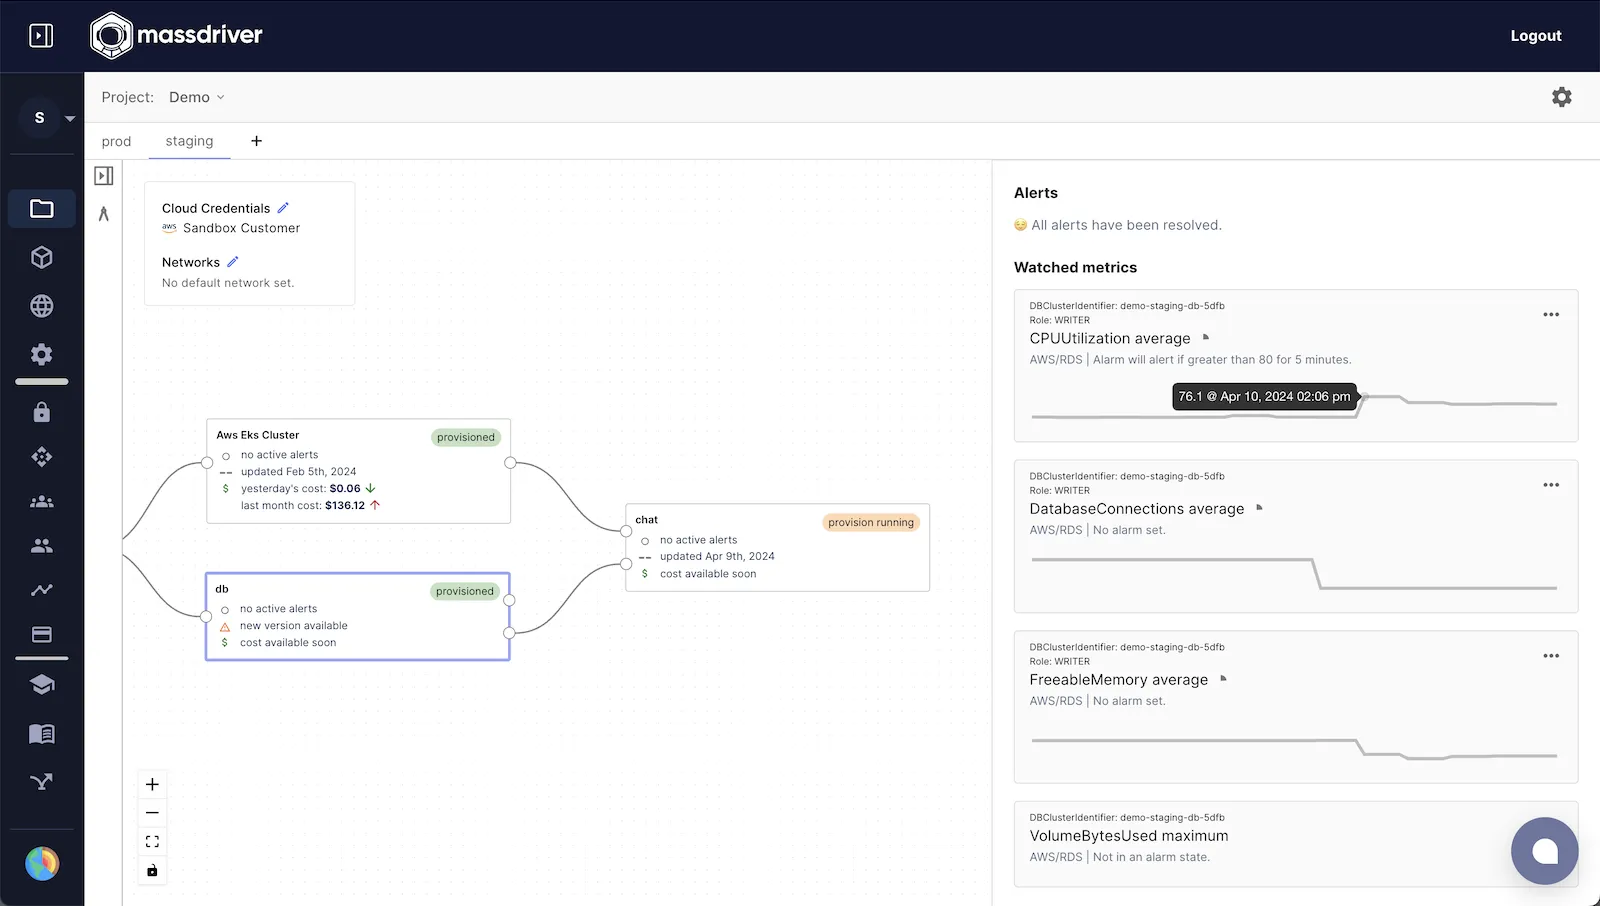 massdriver
Logout
S
Project: Demo
prod
staging
+
Cloud Credentials
aws Sandbox Customer
Networks
No default network set.
Aws Eks Cluster
provisioned
no active alerts
updated Feb 5th, 2024
$ yesterday's cost: $0.06
last month cost: $136.12
db
provisioned
no active alerts
new version available
$ cost available soon
chat
provision running
no active alerts
updated Apr 9th, 2024
$ cost available soon
Alerts
All alerts have been resolved.
Watched metrics
DBClusterIdentifier: demo-staging-db-5dfb
Role: WRITER
CPUUtilization average
AWS/RDS | Alarm will alert if greater than 80 for 5 minutes.
76.1 @ Apr 10, 2024 02:06 pm
DBClusterIdentifier: demo-staging-db-5dfb
Role: WRITER
DatabaseConnections average
AWS/RDS | No alarm set.
DBClusterIdentifier: demo-staging-db-5dfb
Role: WRITER
FreeableMemory average
AWS/RDS | No alarm set.
DBClusterIdentifier: demo-staging-db-5dfb
VolumeBytesUsed maximum
AWS/RDS | Not in an alarm state.